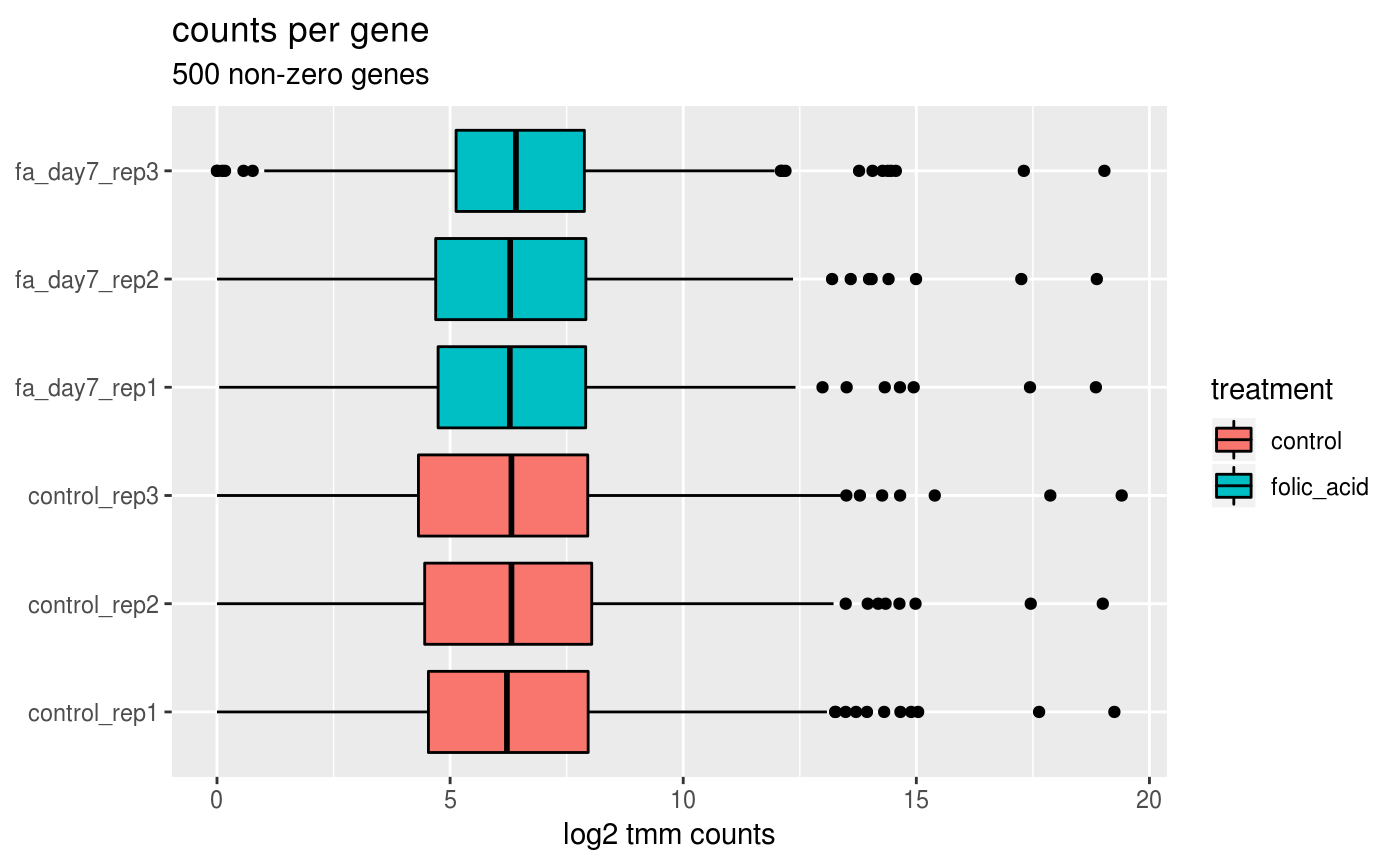 counts per gene
500 non-zero genes
fa_day7_rep3
fa_day7_rep2
fa_day7_rep1
control_rep3
control_rep2
control_rep1
0 5 10 15 20
log2 tmm counts
treatment
control
folic_acid